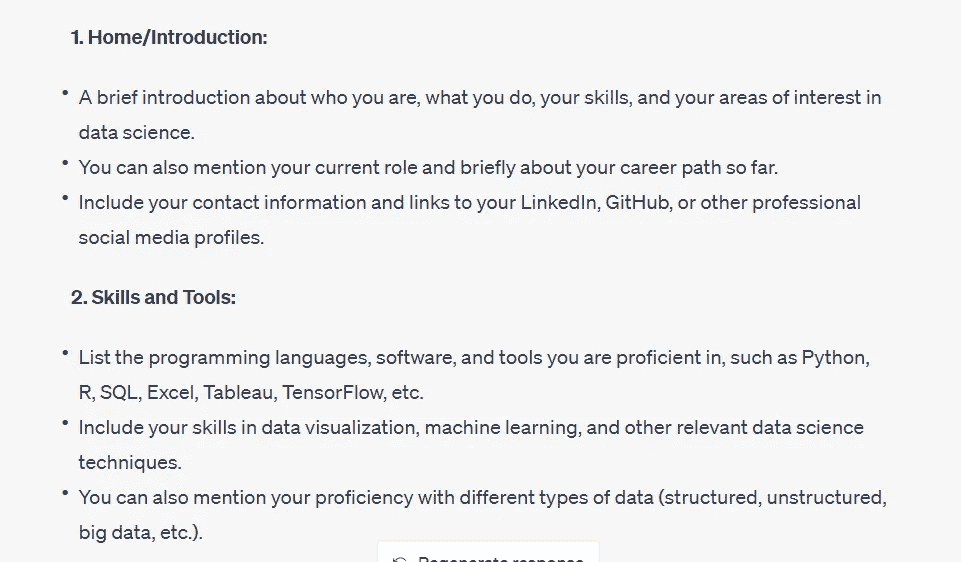 1. Home/Introduction:
• A brief introduction about who you are, what you do, your skills, and your areas of interest in
data science.
• You can also mention your current role and briefly about your career path so far.
• Include your contact information and links to your LinkedIn, GitHub, or other professional
social media profiles.
2. Skills and Tools:
• List the programming languages, software, and tools you are proficient in, such as Python,
R, SQL, Excel, Tableau, TensorFlow, etc.
• Include your skills in data visualization, machine learning, and other relevant data science
techniques.
• You can also mention your proficiency with different types of data (structured, unstructured,
big data, etc.).
Regenerate response